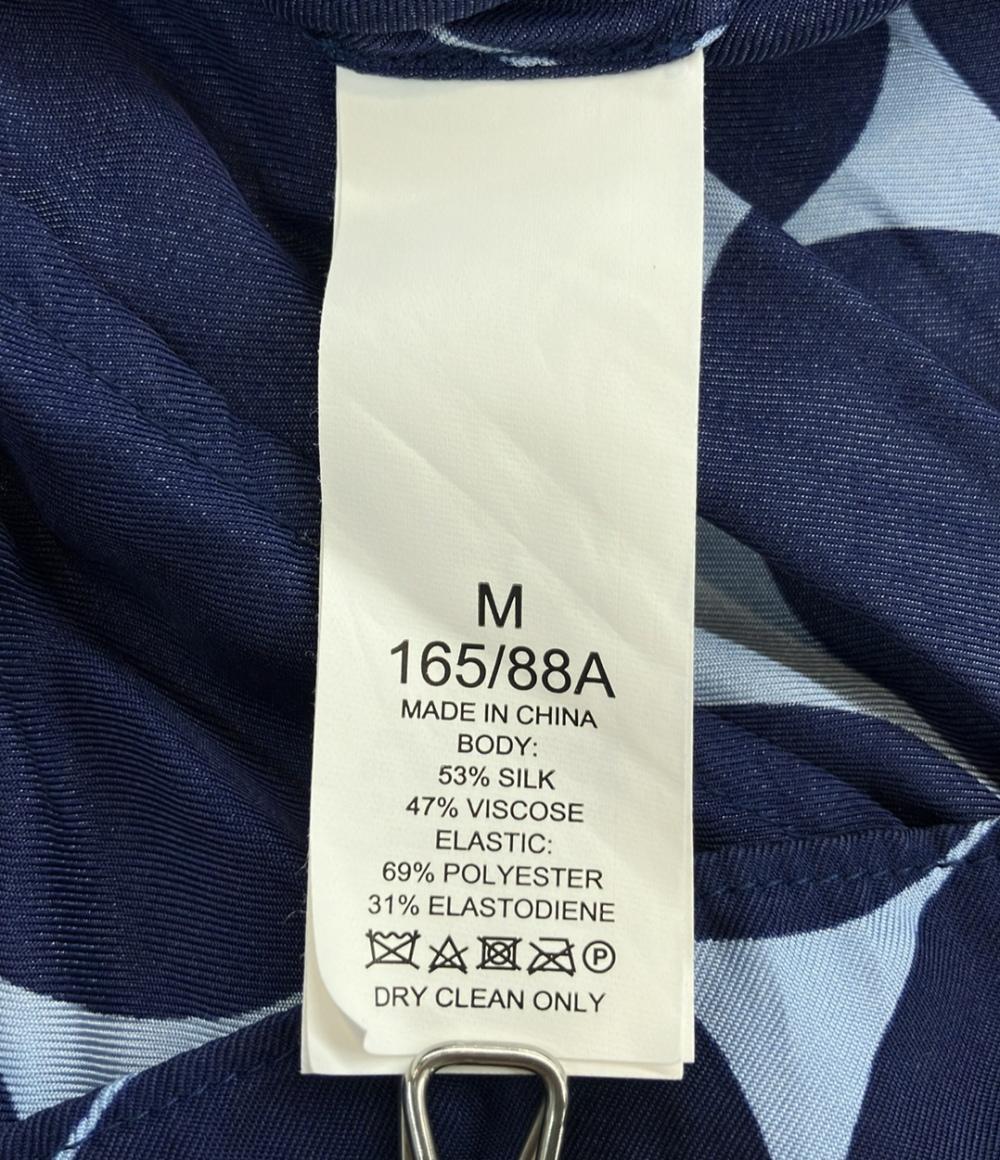 M
165/88A
MADE IN CHINA
BODY:
53% SILK
47% VISCOSE
ELASTIC:
69% POLYESTER
31% ELASTODIENE
P
DRY CLEAN ONLY